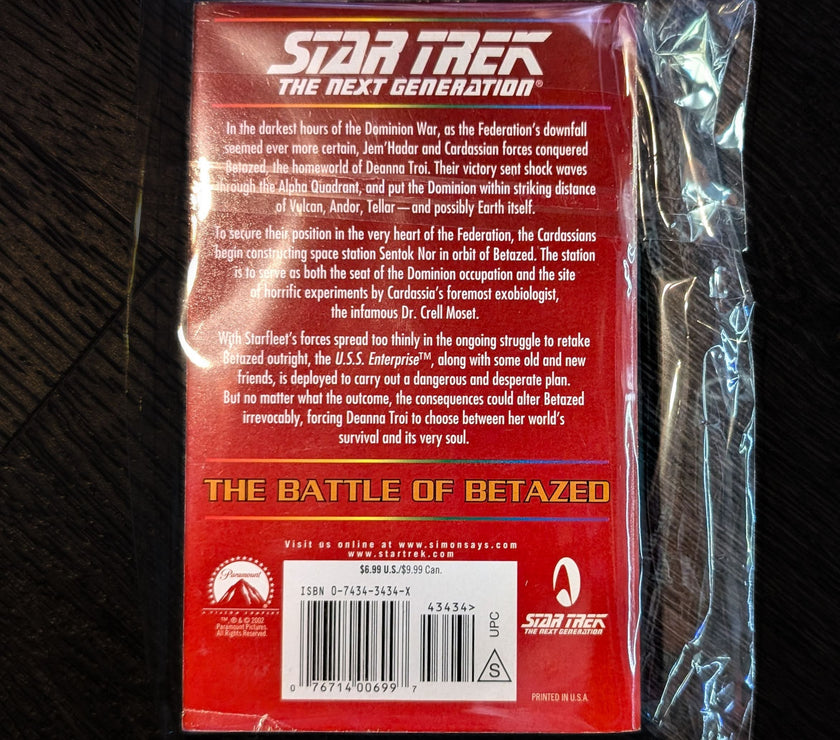 STAR TREK
THE NEXT GENERATION®
In the darkest hours of the Dominion War, as the Federation's downfall
seemed ever more certain, Jem'Hadar and Cardassian forces conquered
Betazed, the homeworld of Deanna Troi. Their victory sent shock waves
through the Alpha Quadrant, and put the Dominion within striking distance
of Vulcan, Andor, Tellar—and possibly Earth itself.
To secure their position in the very heart of the Federation, the Cardassians
begin constructing space station Sentok Nor in orbit of Betazed. The station
is to serve as both the seat of the Dominion occupation and the site
of horrific experiments by Cardassia's foremost exobiologist,
the infamous Dr. Crell Moset.
With Starfleet's forces spread too thinly in the ongoing struggle to retake
Betazed outright, the U.S.S. Enterprise™, along with some old and new
friends, is deployed to carry out a dangerous and desperate plan.
But no matter what the outcome, the consequences could alter Betazed
irrevocably, forcing Deanna Troi to choose between her world's
survival and its very soul.
THE BATTLE OF BETAZED
Visit us online at www.simonsays.com
www.startrek.com
$6.99 U.S./$9.99 Can.
ISBN 0-7434-3434-X
43434>
UPC
S
0 76714 00699 7
Paramount
™, ® & © 2002
Paramount Pictures.
All Rights Reserved.
STAR TREK
THE NEXT GENERATION
PRINTED IN U.S.A.